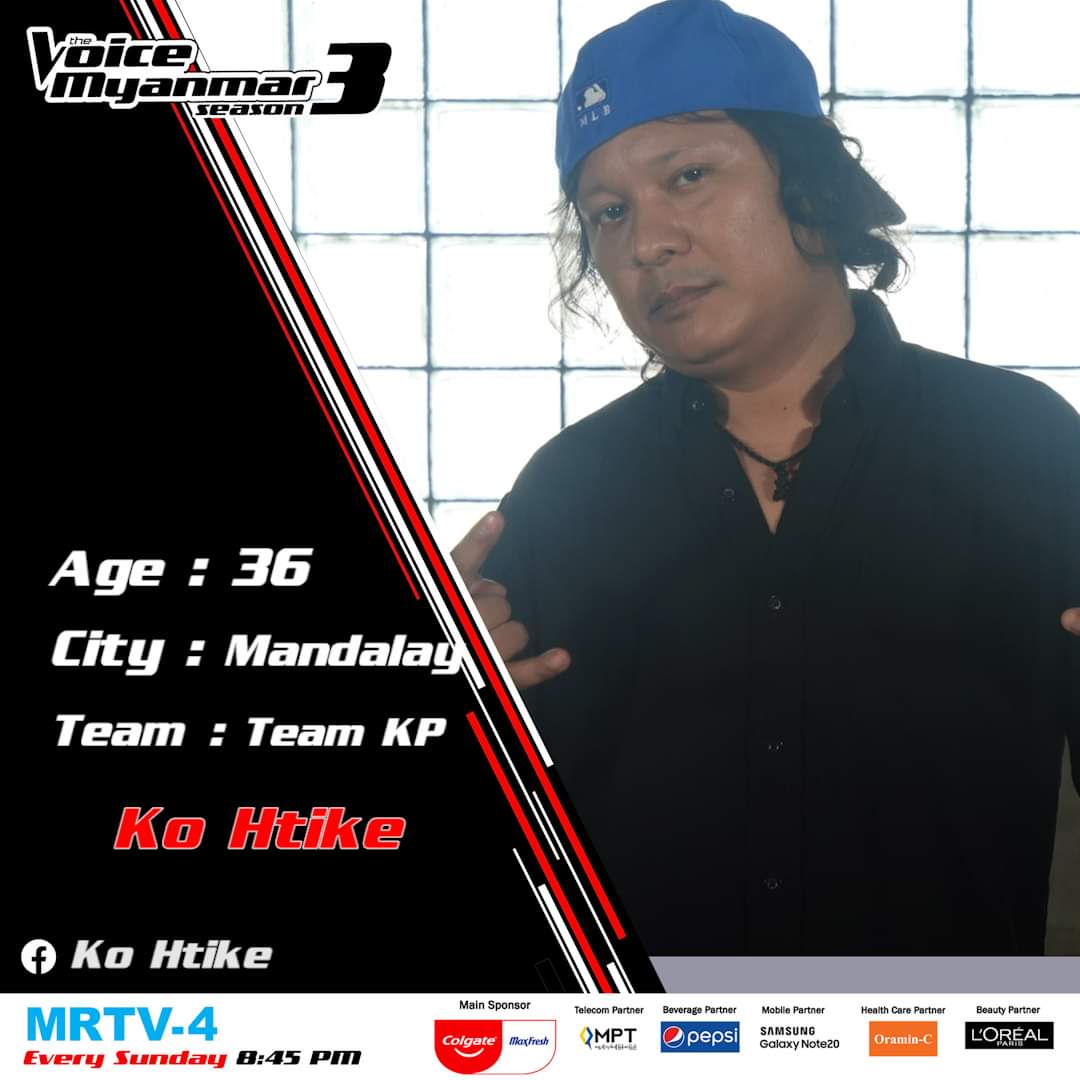 the
Voice
Myanmar
season 3
MLB
Age : 36
City : Mandalay
Team : Team KP
Ko Htike
Ko Htike
MRTV-4
Every Sunday 8:45 PM
Main Sponsor
Colgate MaxFresh
Telecom Partner
MPT
Beverage Partner
pepsi
Mobile Partner
SAMSUNG
Galaxy Note20
Health Care Partner
Oramin-C
Beauty Partner
L'ORÉAL
PARIS